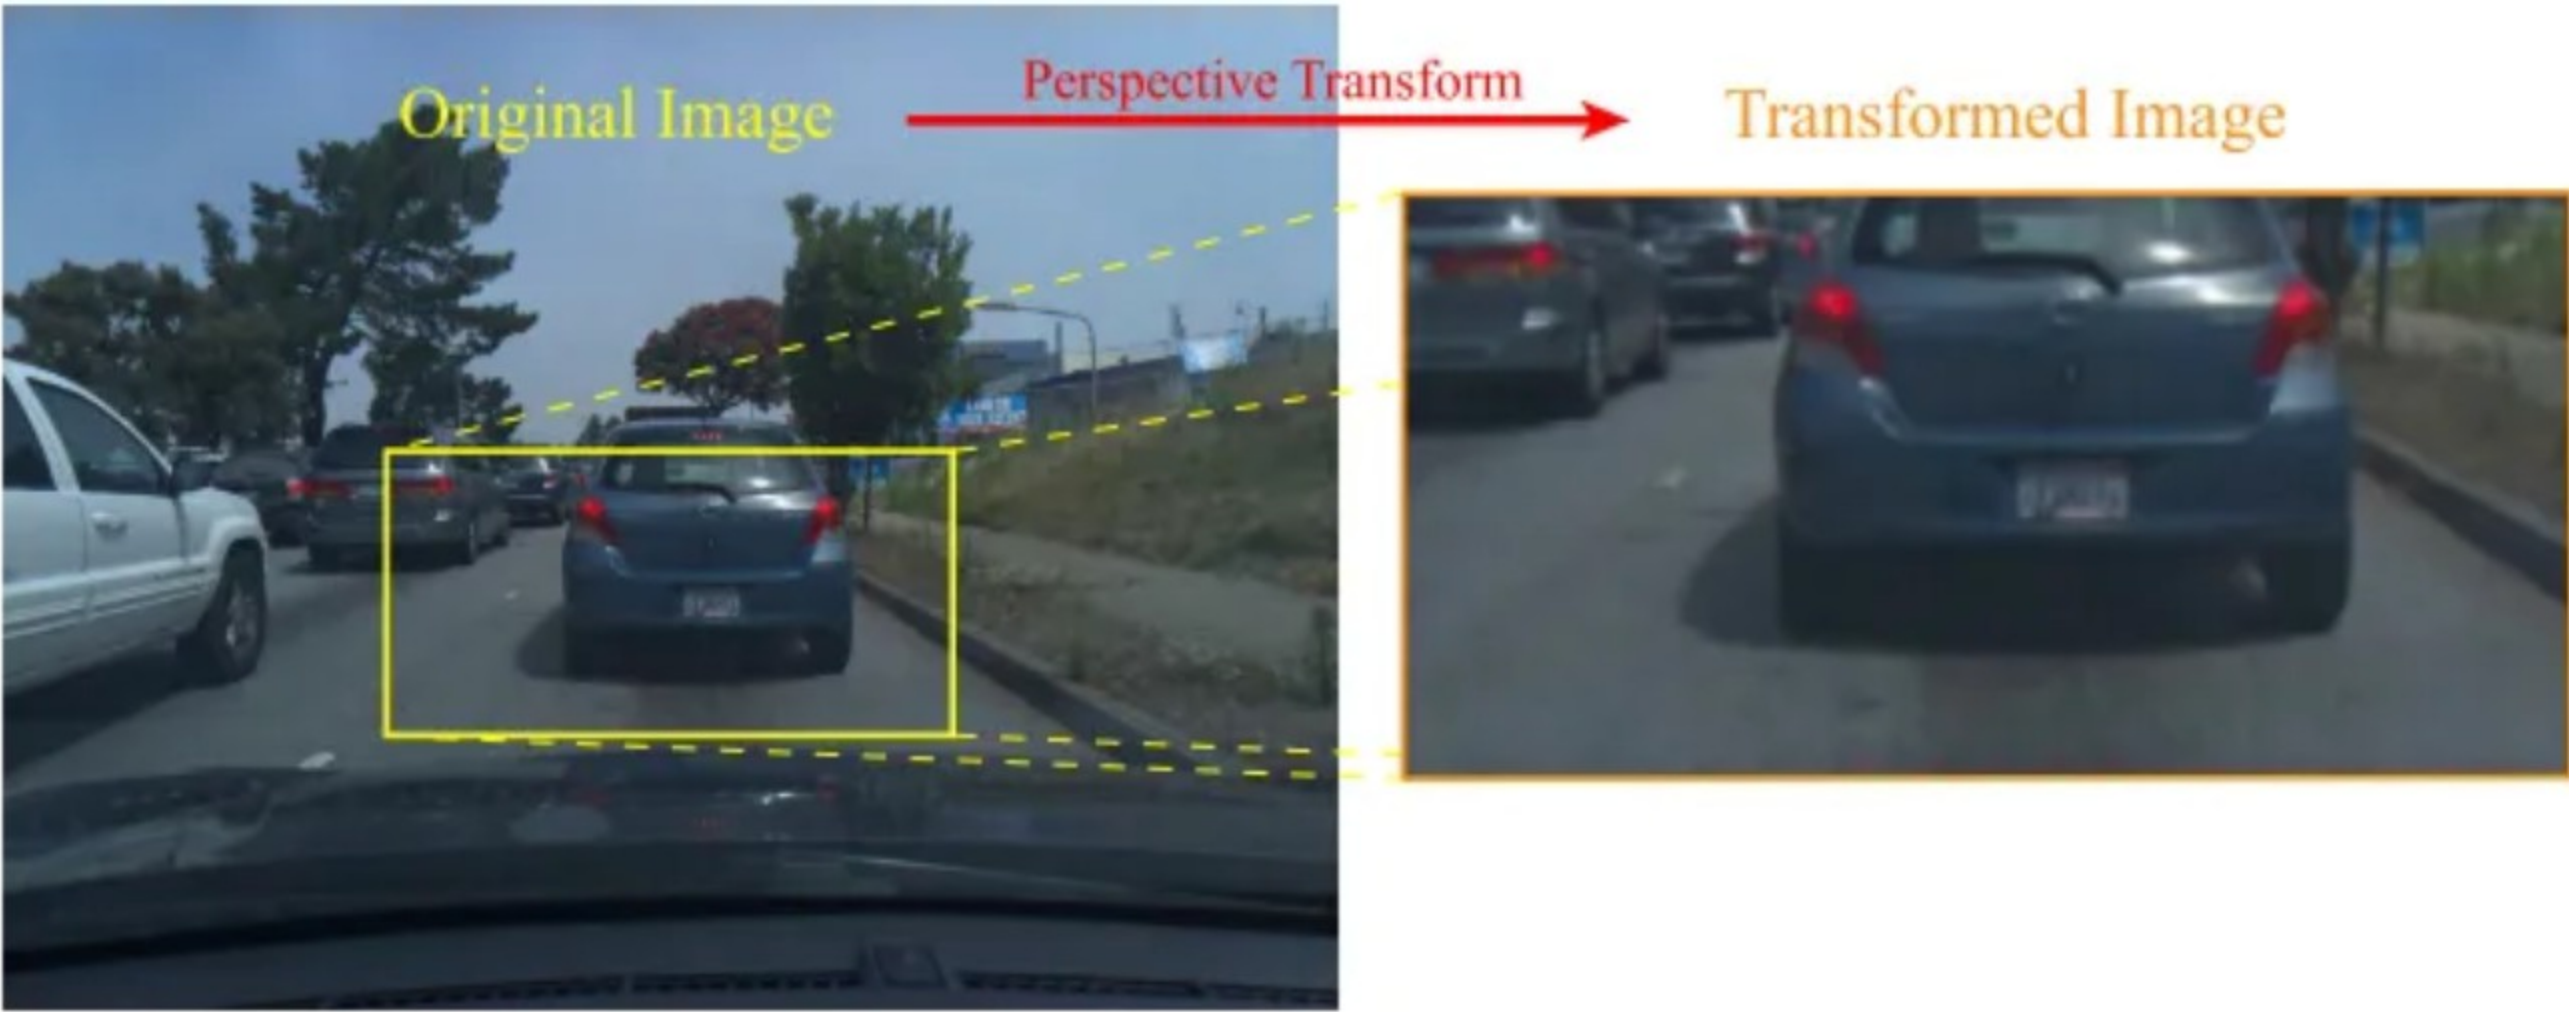 Original Image
Perspective Transform
Transformed Image